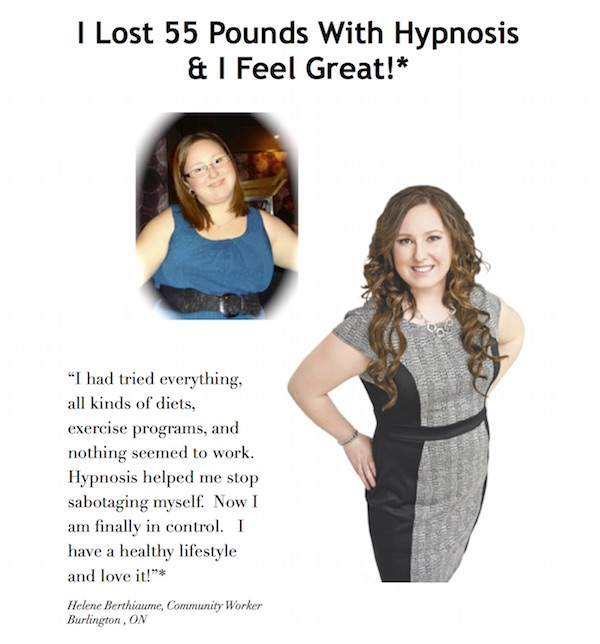 I Lost 55 Pounds With Hypnosis
& I Feel Great!*
“I had tried everything,
all kinds of diets,
exercise programs, and
nothing seemed to work.
Hypnosis helped me stop
sabotaging myself.  Now I
am finally in control.   I
have a healthy lifestyle
and love it!”*
Helene Berthiaume, Community Worker
Burlington , ON